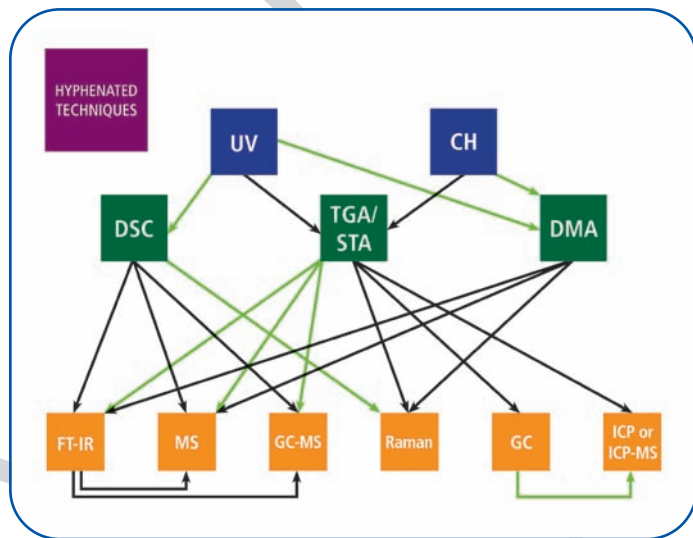 HYPHENATED
TECHNIQUES
UV
CH
DSC
TGA/
STA
DMA
FT-IR
MS
GC-MS
Raman
GC
ICP or
ICP-MS